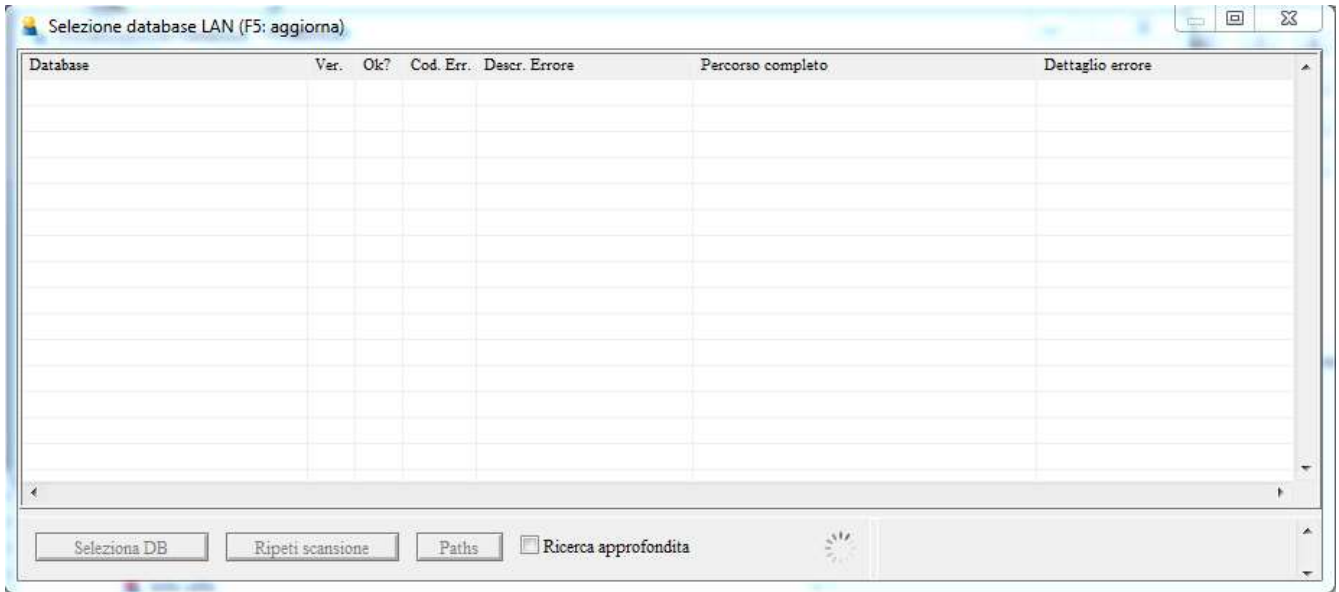 Selezione database LAN (F5: aggiorna)
Database Ver. Ok? Cod. Err. Descr. Errore Percorso completo Dettaglio errore
Seleziona DB Ripeti scansione Paths Ricerca approfondita